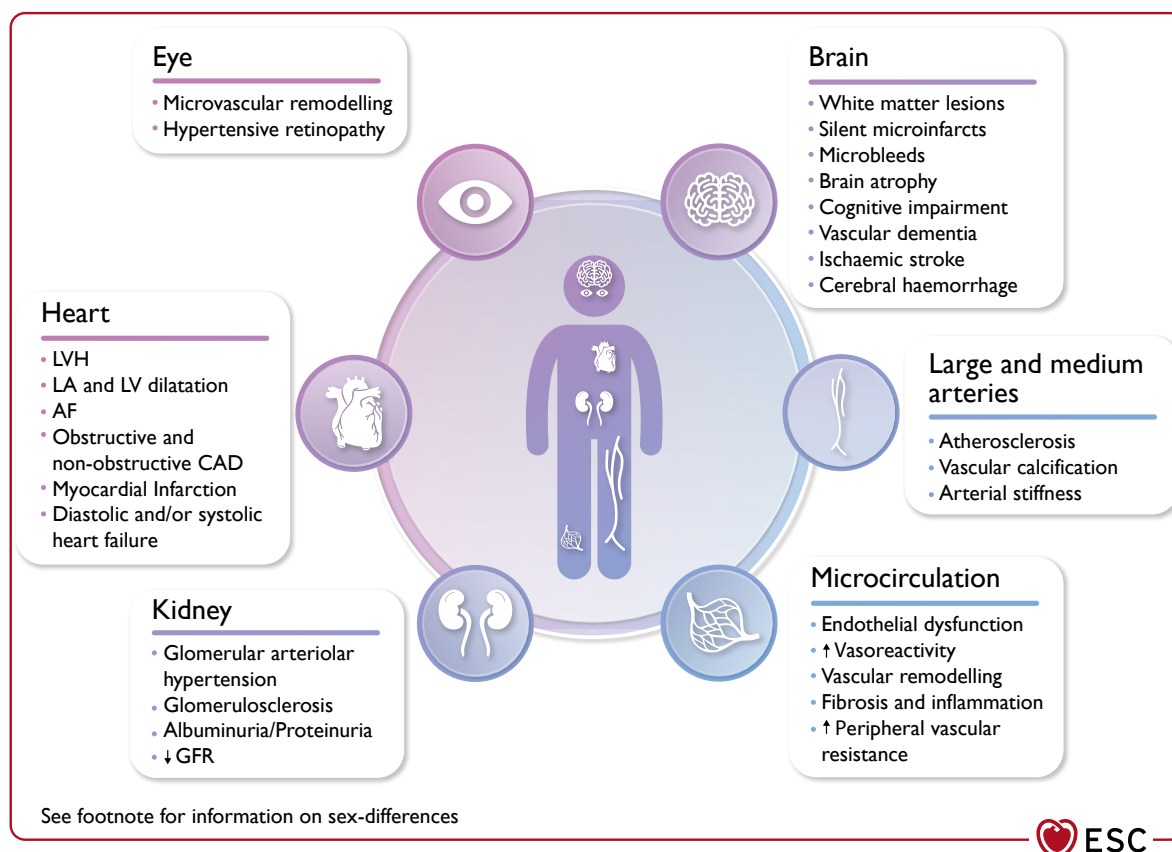 Eye
• Microvascular remodelling
• Hypertensive retinopathy
Brain
• White matter lesions
• Silent microinfarcts
• Microbleeds
• Brain atrophy
• Cognitive impairment
• Vascular dementia
• Ischaemic stroke
• Cerebral haemorrhage
Heart
• LVH
• LA and LV dilatation
• AF
• Obstructive and
non-obstructive CAD
• Myocardial Infarction
• Diastolic and/or systolic
heart failure
Large and medium
arteries
• Atherosclerosis
• Vascular calcification
• Arterial stiffness
Kidney
• Glomerular arteriolar
hypertension
• Glomerulosclerosis
• Albuminuria/Proteinuria
• ↓ GFR
Microcirculation
• Endothelial dysfunction
• ↑ Vasoreactivity
• Vascular remodelling
• Fibrosis and inflammation
• ↑ Peripheral vascular
resistance
See footnote for information on sex-differences
ESC